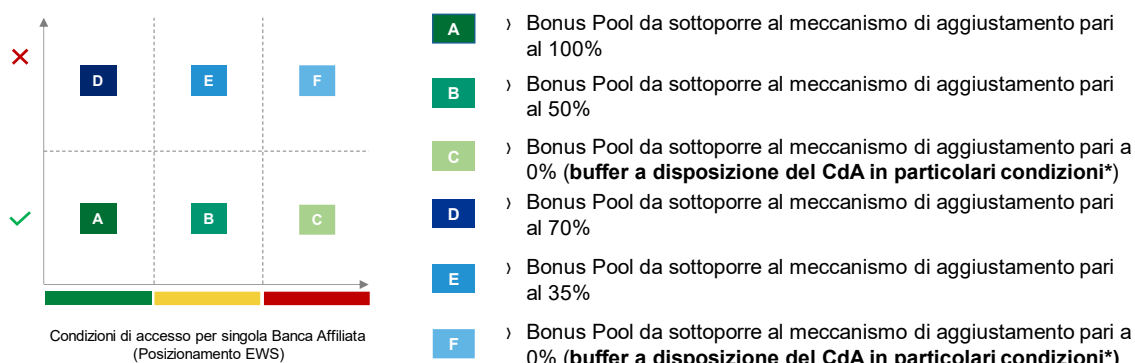 D
E
F
A
B
C
Condizioni di accesso per singola Banca Affiliata
(Posizionamento EWS)
A
› Bonus Pool da sottoporre al meccanismo di aggiustamento pari
al 100%
B
› Bonus Pool da sottoporre al meccanismo di aggiustamento pari
al 50%
C
› Bonus Pool da sottoporre al meccanismo di aggiustamento pari a
0% (buffer a disposizione del CdA in particolari condizioni*)
D
› Bonus Pool da sottoporre al meccanismo di aggiustamento pari
al 70%
E
› Bonus Pool da sottoporre al meccanismo di aggiustamento pari
al 35%
F
› Bonus Pool da sottoporre al meccanismo di aggiustamento pari a
0% (buffer a disposizione del CdA in particolari condizioni*)